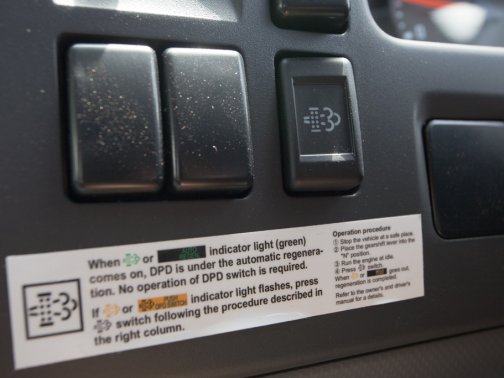 When or indicator light (green)
comes on, DPD is under the automatic regenera-
tion. No operation of DPD switch is required.
If or PUSH DPD SWITCH indicator light flashes, press
switch following the procedure described in
the right column.
Operation procedure
① Stop the vehicle at a safe place.
② Place the gearshift lever into the
"N" position.
③ Run the engine at idle.
④ Press switch.
When or goes out,
regeneration is completed.
Refer to the owner's and driver's
manual for details.